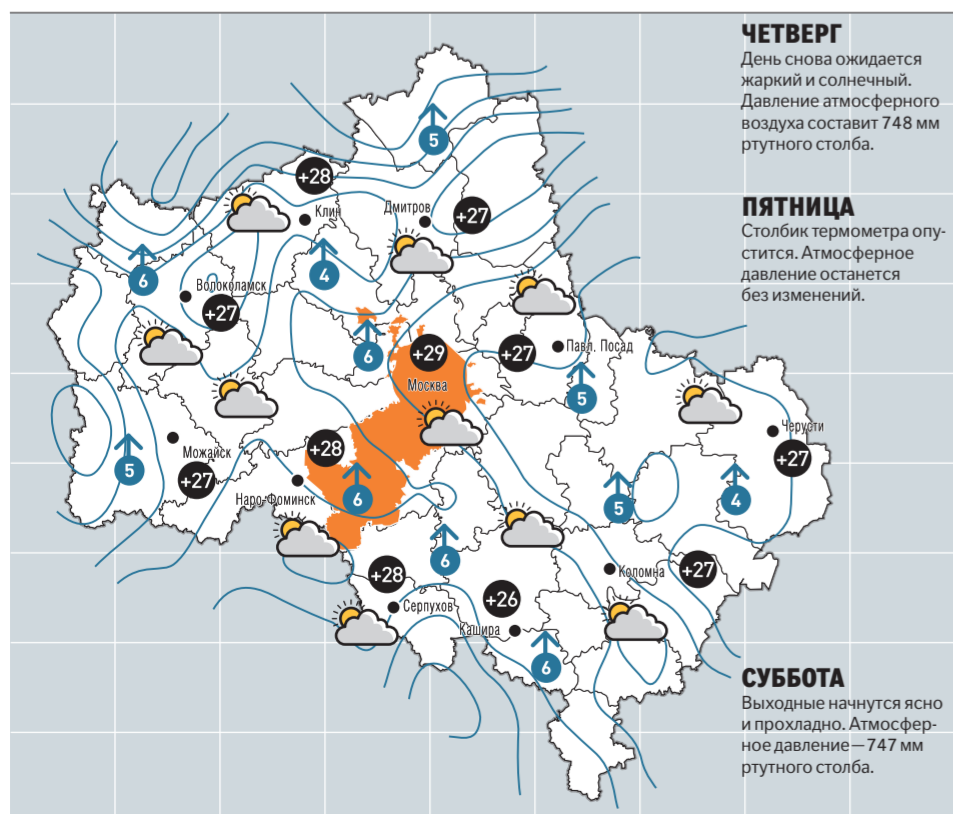 ЧЕТВЕРГ
День снова ожидается
жаркий и солнечный.
Давление атмосферного
воздуха составит 748 мм
ртутного столба.
ПЯТНИЦА
Столбик термометра опу-
стится. Атмосферное
давление останется
без изменений.
СУББОТА
Выходные начнутся ясно
и прохладно. Атмосфер-
ное давление—747 мм
ртутного столба.
5
+28
Клин
Дмитров
+27
6
4
Волоколамск
+27
6
+29
Москва
+27
Павл. Посад
5
Черусти
+27
Можайск
+27
5
+28
Наро-Фоминск
6
5
4
6
+28
Серпухов
+26
Кашира
6
Коломна
+27